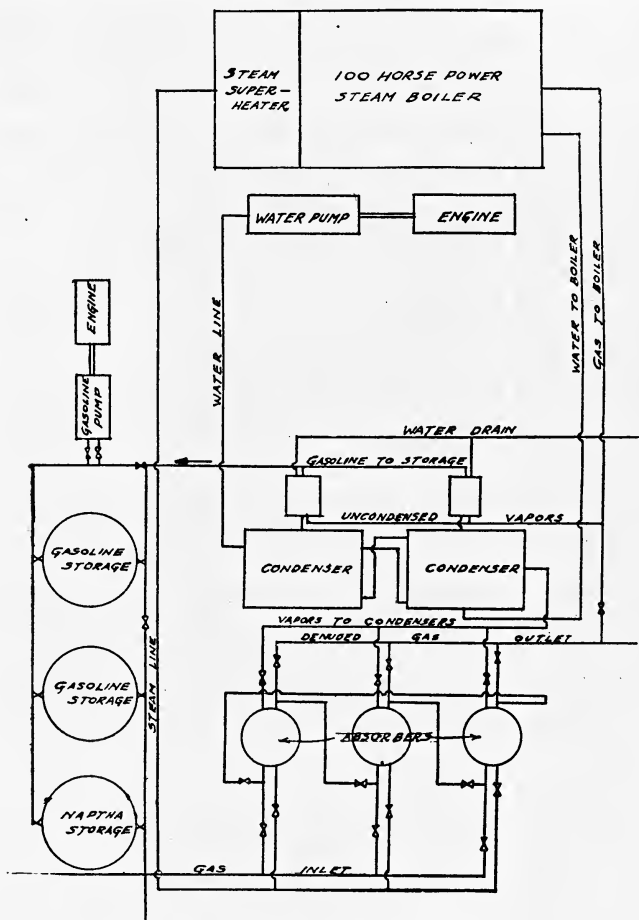 STEAM
SUPER-
HEATER
100 HORSE POWER
STEAM BOILER
WATER PUMP
ENGINE
ENGINE
GASOLINE
PUMP
WATER LINE
WATER TO BOILER
GAS TO BOILER
WATER DRAIN
GASOLINE TO STORAGE
UNCONDENSED VAPORS
CONDENSER
CONDENSER
GASOLINE
STORAGE
VAPORS TO CONDENSERS
DENUDED GAS OUTLET
STEAM LINE
GASOLINE
STORAGE
ABSORBERS
NAPTHA
STORAGE
GAS INLET